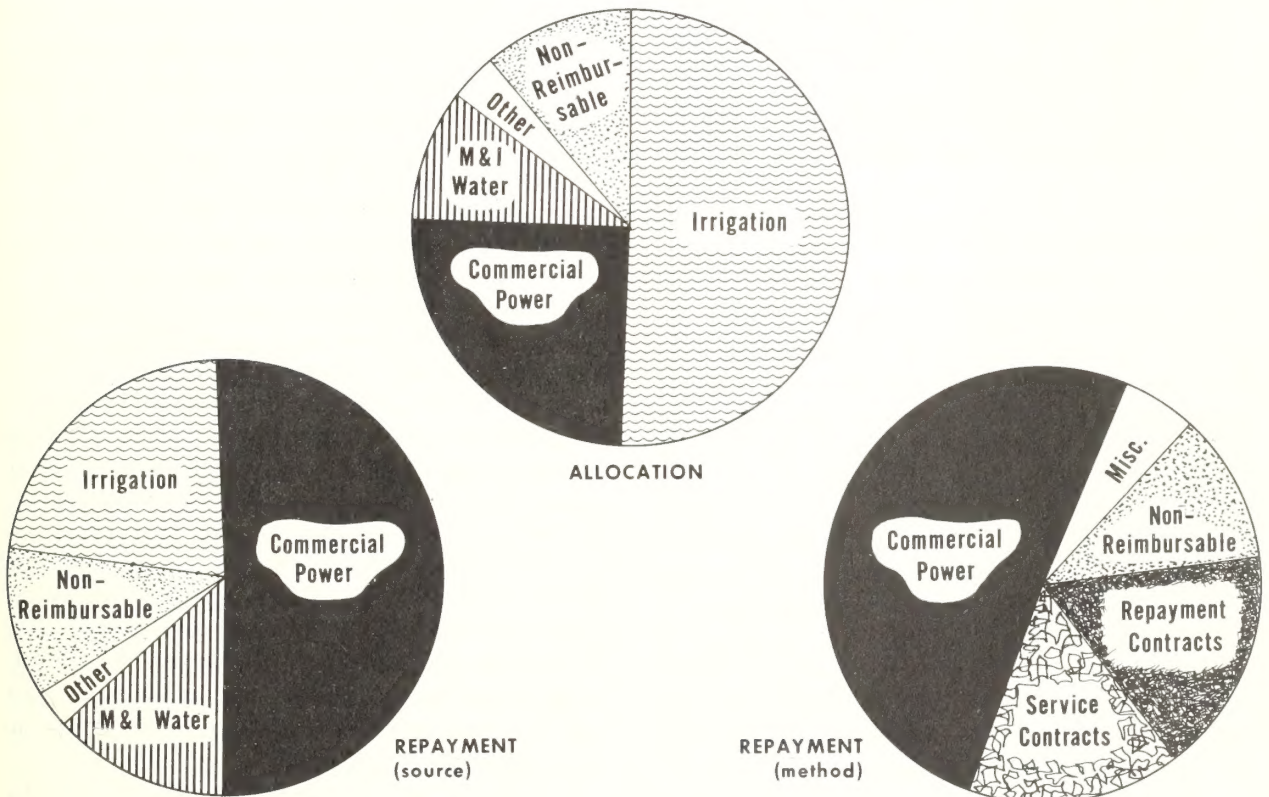 Non-
Reimbur-
sable
Other
M & I
Water
Irrigation
Commercial
Power
ALLOCATION
Irrigation
Commercial
Power
Non-
Reimbursable
Other
M & I Water
REPAYMENT
(source)
Commercial
Power
Misc.
Non-
Reimbursable
Repayment
Contracts
Service
Contracts
REPAYMENT
(method)